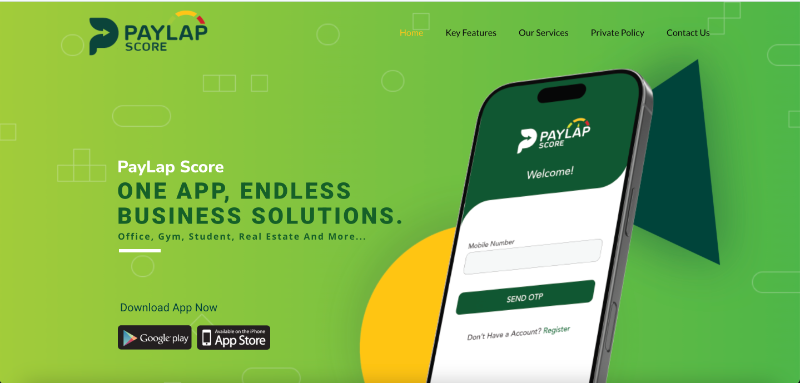 PAYLAP
SCORE
Home
Key Features
Our Services
Private Policy
Contact Us
PayLap Score
ONE APP, ENDLESS
BUSINESS SOLUTIONS.
Office, Gym, Student, Real Estate And More...
Download App Now
Google play
Available on the iPhone
App Store
PAYLAP
SCORE
Welcome!
Mobile Number
SEND OTP
Don't Have a Account? Register